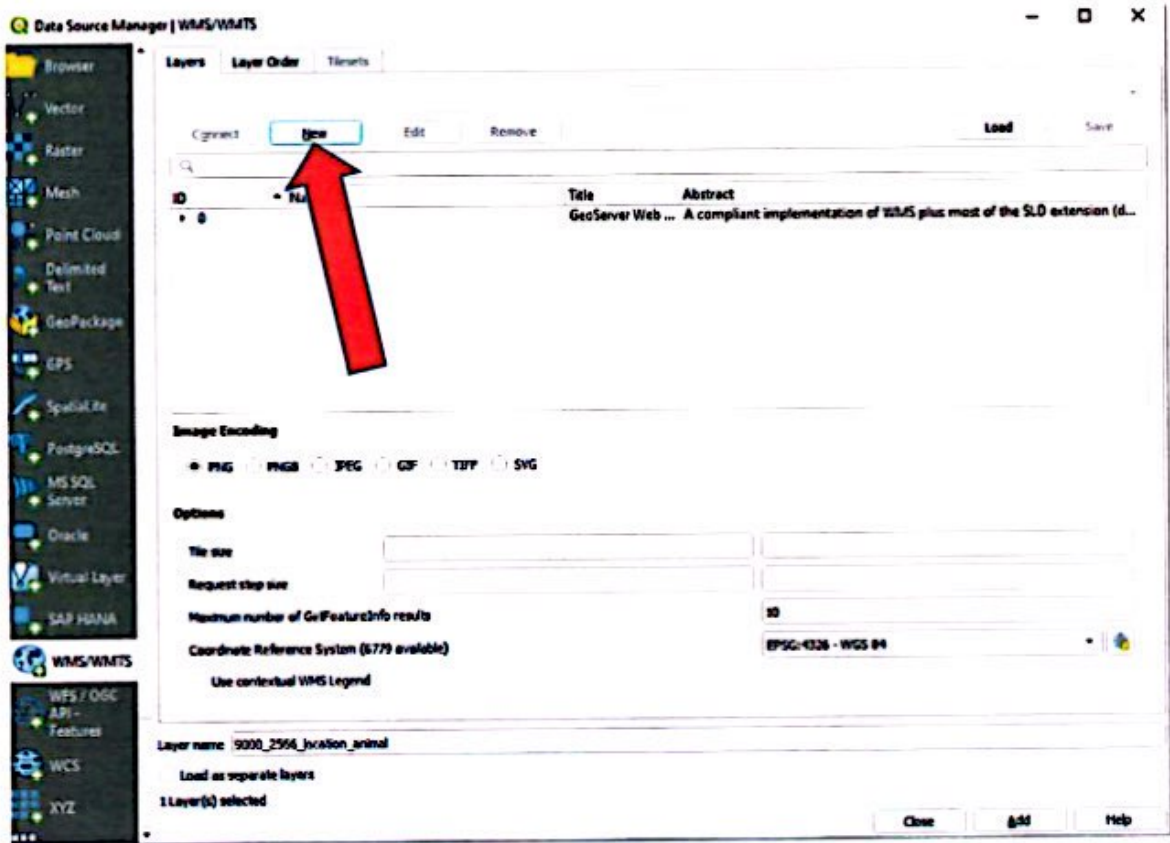 Data Source Manager | WMS/WMTS
Browser
Vector
Raster
Mesh
Point Cloud
Delimited
Text
GeoPackage
GPS
SpatiaLite
PostgreSQL
MS SQL
Server
Oracle
Virtual Layer
SAP HANA
WMS/WMTS
WFS / OGC
API -
Features
WCS
XYZ
Layers Layer Order Tilesets
Connect New Edit Remove Load Save
ID Title Abstract
0 GeoServer Web ... A compliant implementation of WMS plus most of the SLD extension (d...
Image Encoding
PNG PNG8 JPEG GIF TIFF SVG
Options
Tile size
Request step size
Maximum number of GetFeatureInfo results 10
Coordinate Reference System (6779 available) EPSG:4326 - WGS 84
Use contextual WMS Legend
Layer name 9000_2566_location_animal
Load as separate layers
1 Layer(s) selected
Close Add Help